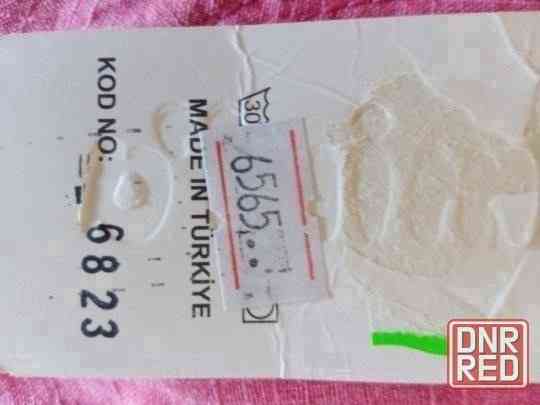 KOD NO: 6823
MADE IN TÜRKİYE
30
6565..
DNR
RED